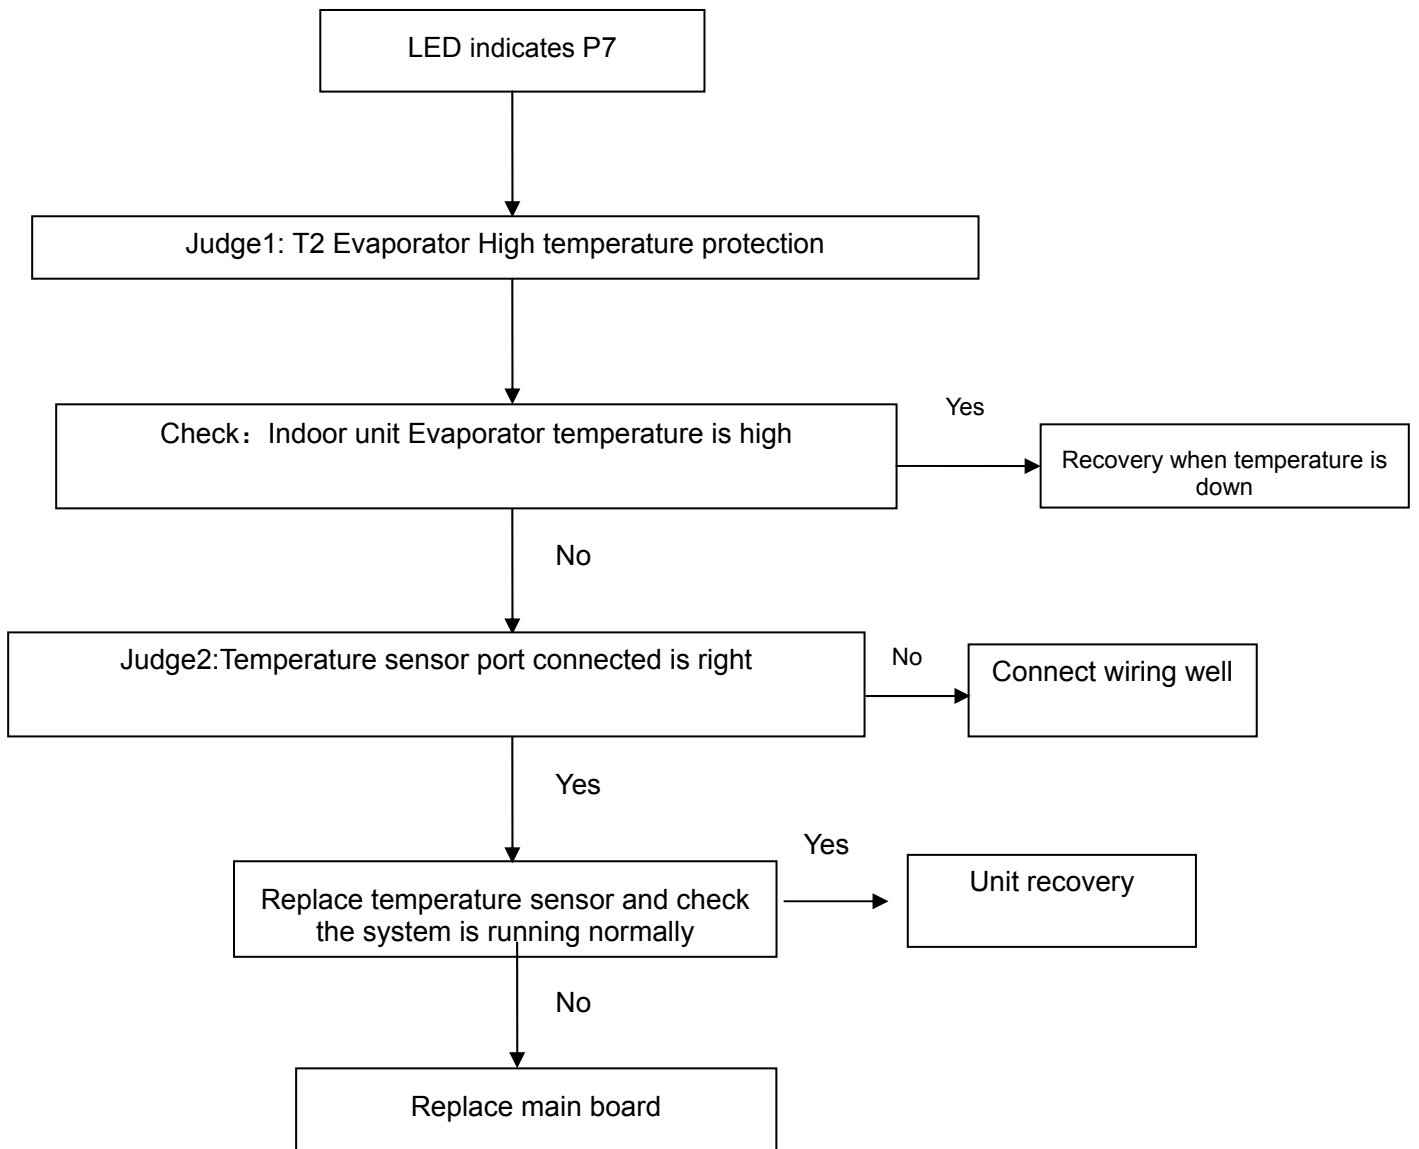 LED indicates P7
Judge1: T2 Evaporator High temperature protection
Check：Indoor unit Evaporator temperature is high
Yes
Recovery when temperature is
down
No
Judge2:Temperature sensor port connected is right
No
Connect wiring well
Yes
Replace temperature sensor and check
the system is running normally
Yes
Unit recovery
No
Replace main board